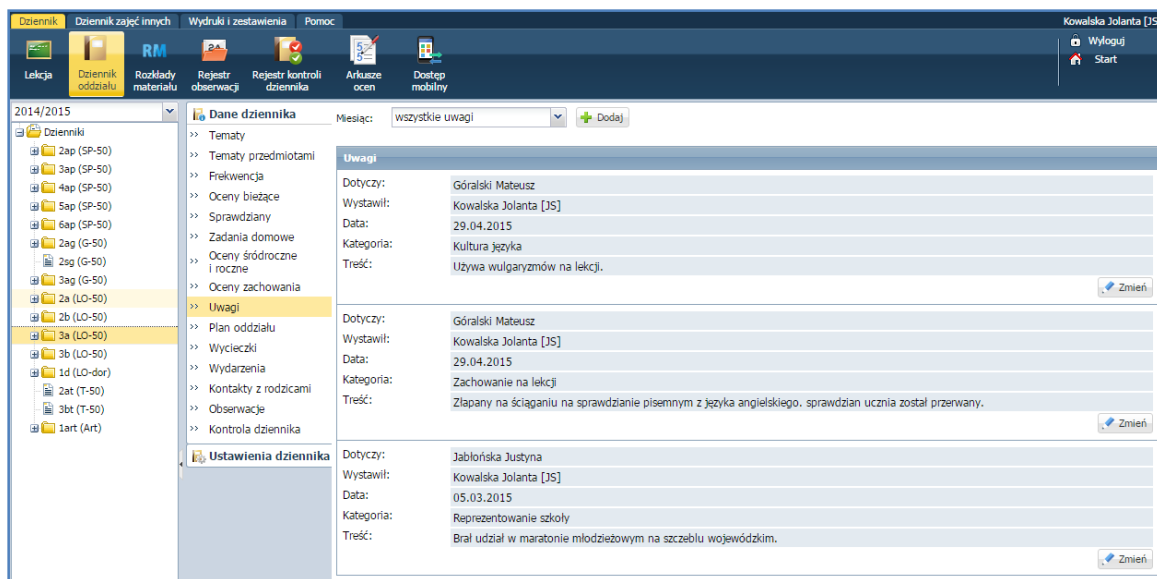 Dziennik Dziennik zajęć innych Wydruki i zestawienia Pomoc Kowalska Jolanta [JS
Lekcja
Dziennik oddziału
RM
Rozkłady materiału
Rejestr obserwacji
Rejestr kontroli dziennika
Arkusze ocen
Dostęp mobilny
Wyloguj
Start
2014/2015
Dzienniki
2ap (SP-50)
3ap (SP-50)
4ap (SP-50)
5ap (SP-50)
6ap (SP-50)
2ag (G-50)
2sg (G-50)
3ag (G-50)
2a (LO-50)
2b (LO-50)
3a (LO-50)
3b (LO-50)
1d (LO-dor)
2at (T-50)
3bt (T-50)
1art (Art)
Dane dziennika
Tematy
Tematy przedmiotami
Frekwencja
Oceny bieżące
Sprawdziany
Zadania domowe
Oceny śródroczne
i roczne
Oceny zachowania
Uwagi
Plan oddziału
Wycieczki
Wydarzenia
Kontakty z rodzicami
Obserwacje
Kontrola dziennika
Ustawienia dziennika
Miesiąc: wszystkie uwagi Dodaj
Uwagi
Dotyczy: Góralski Mateusz
Wystawił: Kowalska Jolanta [JS]
Data: 29.04.2015
Kategoria: Kultura języka
Treść: Używa wulgaryzmów na lekcji.
Zmień
Dotyczy: Góralski Mateusz
Wystawił: Kowalska Jolanta [JS]
Data: 29.04.2015
Kategoria: Zachowanie na lekcji
Treść: Złapany na ściąganiu na sprawdzianie pisemnym z języka angielskiego. sprawdzian ucznia został przerwany.
Zmień
Dotyczy: Jabłońska Justyna
Wystawił: Kowalska Jolanta [JS]
Data: 05.03.2015
Kategoria: Reprezentowanie szkoły
Treść: Brał udział w maratonie młodzieżowym na szczeblu wojewódzkim.
Zmień